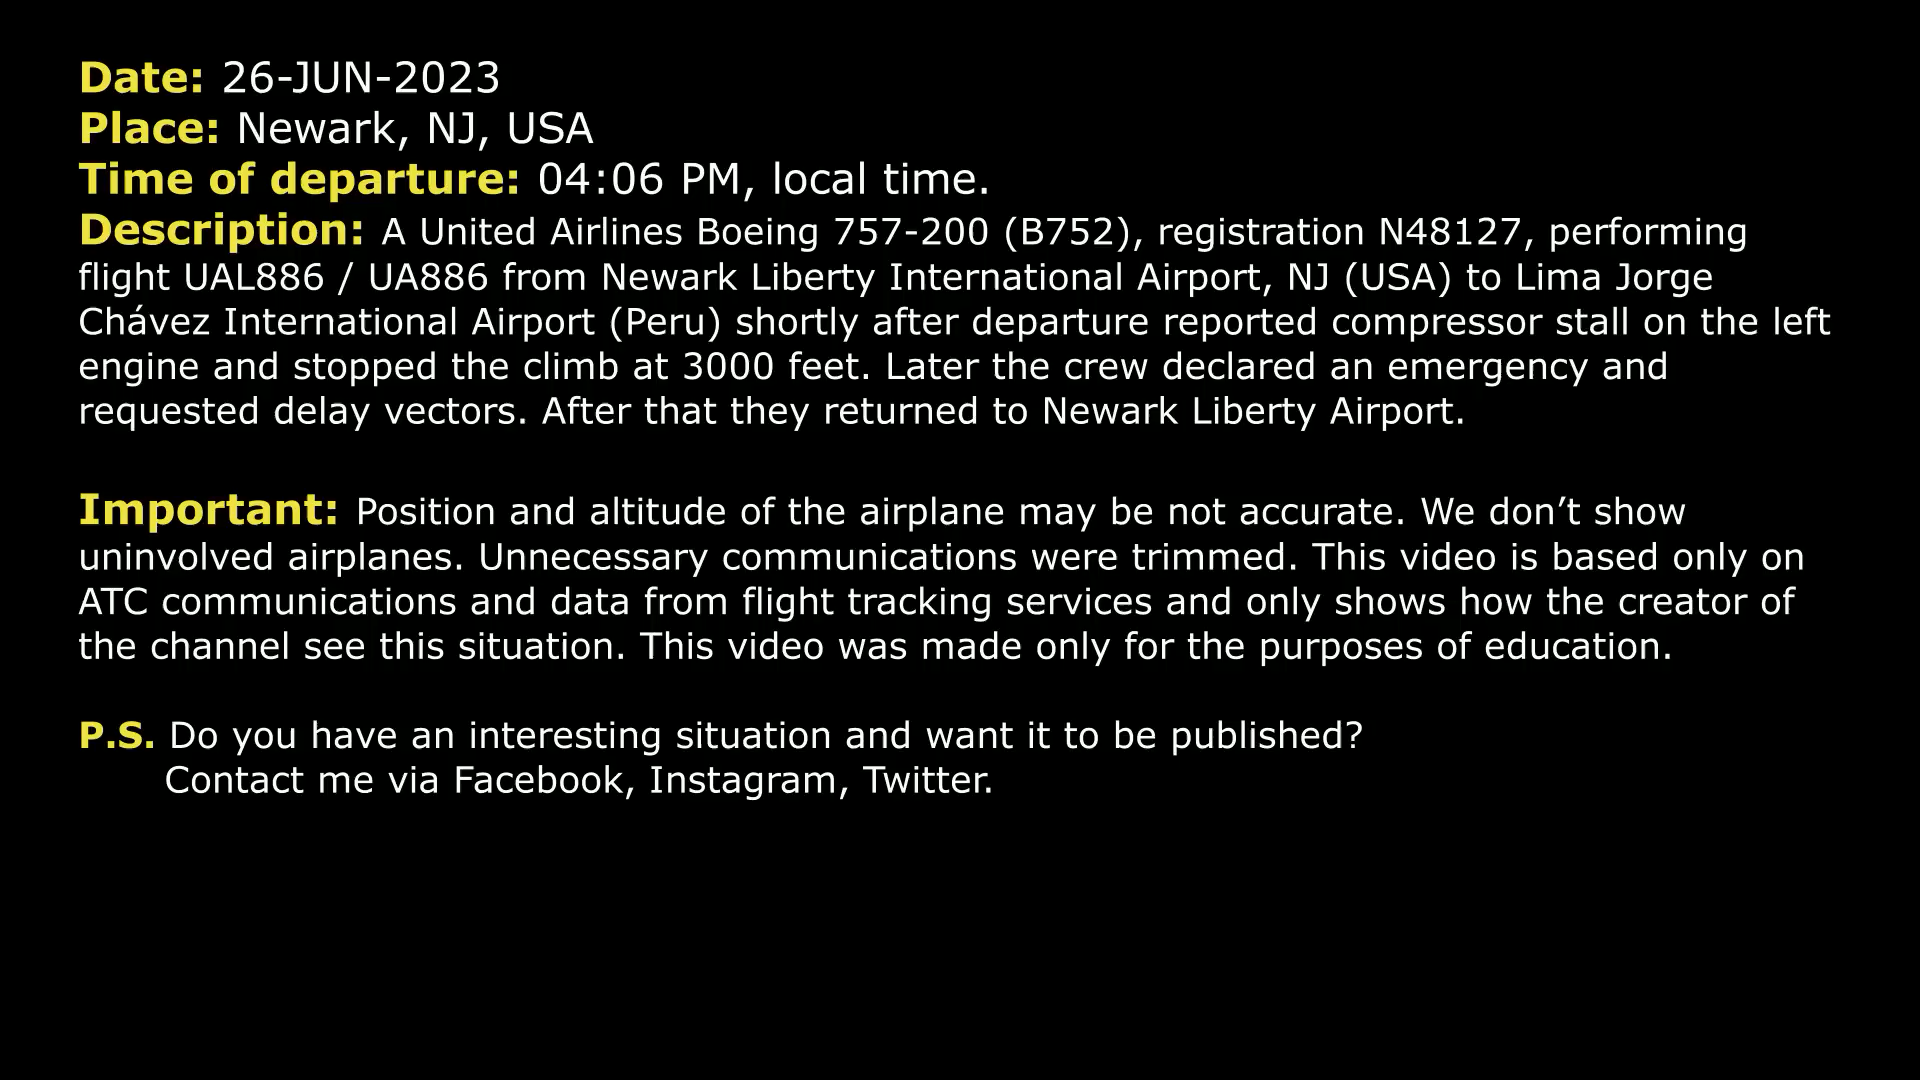 Date: 26-JUN-2023
Place: Newark, NJ, USA
Time of departure: 04:06 PM, local time.
Description: A United Airlines Boeing 757-200 (B752), registration N48127, performing
flight UAL886 / UA886 from Newark Liberty International Airport, NJ (USA) to Lima Jorge
Chávez International Airport (Peru) shortly after departure reported compressor stall on the left
engine and stopped the climb at 3000 feet. Later the crew declared an emergency and
requested delay vectors. After that they returned to Newark Liberty Airport.
Important: Position and altitude of the airplane may be not accurate. We don’t show
uninvolved airplanes. Unnecessary communications were trimmed. This video is based only on
ATC communications and data from flight tracking services and only shows how the creator of
the channel see this situation. This video was made only for the purposes of education.
P.S. Do you have an interesting situation and want it to be published?
Contact me via Facebook, Instagram, Twitter.